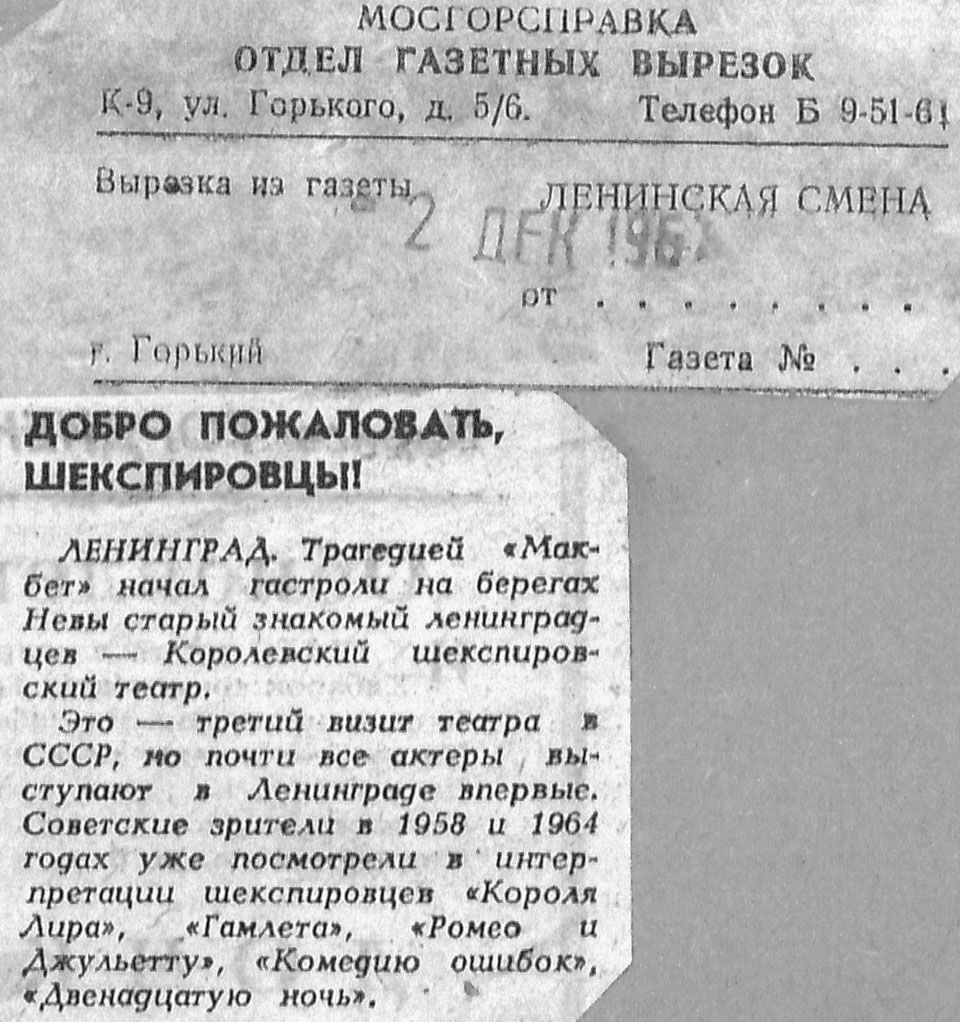 МОСГОРСПРАВКА
ОТДЕЛ ГАЗЕТНЫХ ВЫРЕЗОК
К-9, ул. Горького, д. 5/6. Телефон Б 9-51-61
Вырезка из газеты
ЛЕНИНСКАЯ СМЕНА
2 ДЕК 196
от . . . . . . . .
г. Горький Газета № . . .
ДОБРО ПОЖАЛОВАТЬ,
ШЕКСПИРОВЦЫ!
ЛЕНИНГРАД. Трагедией «Мак-
бет» начал гастроли на берегах
Невы старый знакомый ленинград-
цев — Королевский шекспиров-
ский театр.
Это — третий визит театра в
СССР, но почти все актеры вы-
ступают в Ленинграде впервые.
Советские зрители в 1958 и 1964
годах уже посмотрели в интер-
претации шекспировцев «Короля
Лира», «Гамлета», «Ромео и
Джульетту», «Комедию ошибок»,
«Двенадцатую ночь».